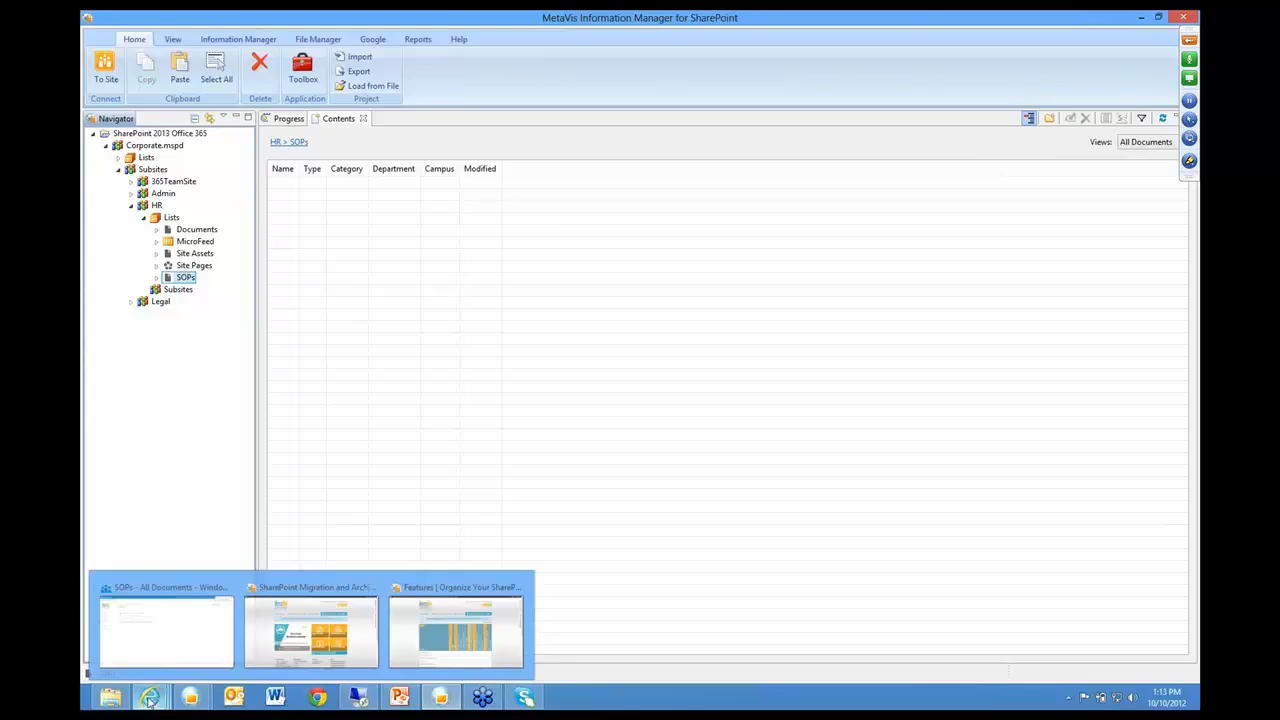 MetaVis Information Manager for SharePoint
Home View Information Manager File Manager Google Reports Help
To Site Copy Paste Select All Toolbox Import
Export
Load from File
Connect Clipboard Delete Application Project
Navigator
Progress Contents
SharePoint 2013 Office 365
Corporate.mspd
Lists
Subsites
365TeamSite
Admin
HR
Lists
Documents
MicroFeed
Site Assets
Site Pages
SOPs
Subsites
Legal
HR > SOPs
Views: All Documents
Name Type Category Department Campus Modified
SOPs - All Documents - Windo...
SharePoint Migration and Archi...
Features | Organize Your ShareP...
1:13 PM
10/10/2012